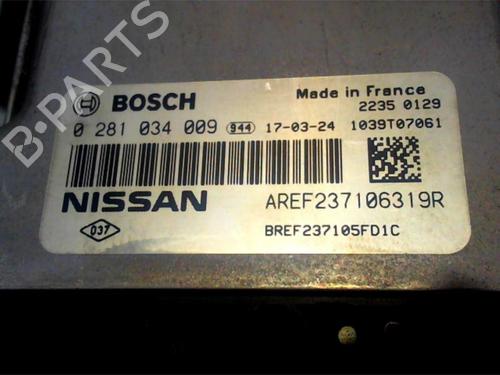 B-PARTS
BOSCH
Made in France
2235 0129
0 281 034 009 944 17-03-24 1039T07061
NISSAN AREF237106319R
037 BREF237105FD1C